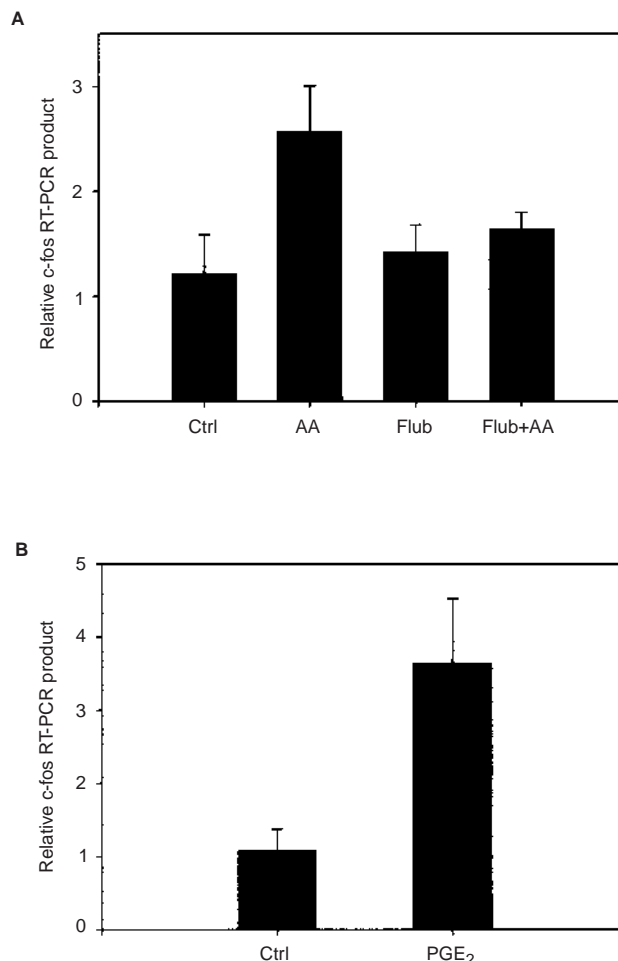 A
Relative c-fos RT-PCR product
3
2
1
0
Ctrl AA Flub Flub+AA
B
Relative c-fos RT-PCR product
5
4
3
2
1
0
Ctrl PGE₂